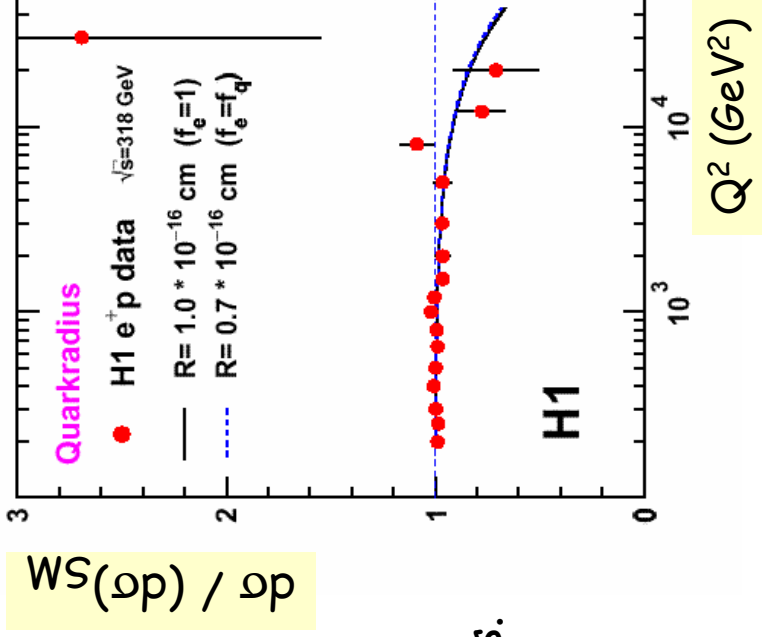 Quarkradius
H1 e⁺p data √s=318 GeV
R= 1.0 * 10⁻¹⁶ cm (fₑ=1)
R= 0.7 * 10⁻¹⁶ cm (fₑ=f_q)
H1
3
2
1
0
10³
10⁴
Q² (GeV²)
dσ / (dσ)SM